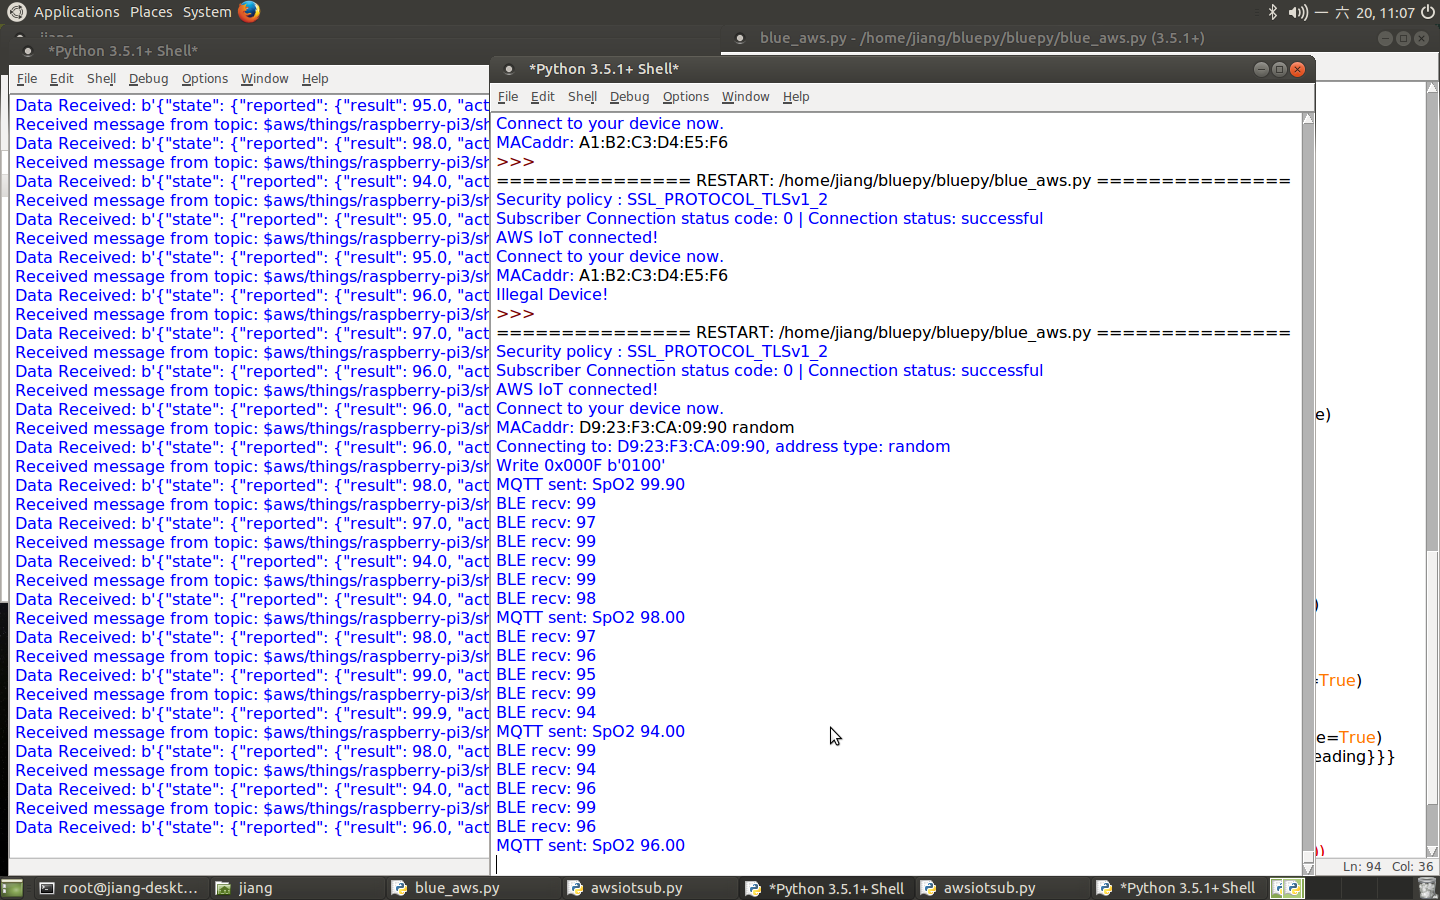 Applications Places System
一 六 20, 11:07
*Python 3.5.1+ Shell*
File Edit Shell Debug Options Window Help
Data Received: b'{"state": {"reported": {"result": 95.0, "act
Received message from topic: $aws/things/raspberry-pi3/sh
Data Received: b'{"state": {"reported": {"result": 98.0, "act
Received message from topic: $aws/things/raspberry-pi3/sh
Data Received: b'{"state": {"reported": {"result": 94.0, "act
Received message from topic: $aws/things/raspberry-pi3/sh
Data Received: b'{"state": {"reported": {"result": 95.0, "act
Received message from topic: $aws/things/raspberry-pi3/sh
Data Received: b'{"state": {"reported": {"result": 95.0, "act
Received message from topic: $aws/things/raspberry-pi3/sh
Data Received: b'{"state": {"reported": {"result": 96.0, "act
Received message from topic: $aws/things/raspberry-pi3/sh
Data Received: b'{"state": {"reported": {"result": 97.0, "act
Received message from topic: $aws/things/raspberry-pi3/sh
Data Received: b'{"state": {"reported": {"result": 96.0, "act
Received message from topic: $aws/things/raspberry-pi3/sh
Data Received: b'{"state": {"reported": {"result": 96.0, "act
Received message from topic: $aws/things/raspberry-pi3/sh
Data Received: b'{"state": {"reported": {"result": 96.0, "act
Received message from topic: $aws/things/raspberry-pi3/sh
Data Received: b'{"state": {"reported": {"result": 98.0, "act
Received message from topic: $aws/things/raspberry-pi3/sh
Data Received: b'{"state": {"reported": {"result": 97.0, "act
Received message from topic: $aws/things/raspberry-pi3/sh
Data Received: b'{"state": {"reported": {"result": 94.0, "act
Received message from topic: $aws/things/raspberry-pi3/sh
Data Received: b'{"state": {"reported": {"result": 94.0, "act
Received message from topic: $aws/things/raspberry-pi3/sh
Data Received: b'{"state": {"reported": {"result": 98.0, "act
Received message from topic: $aws/things/raspberry-pi3/sh
Data Received: b'{"state": {"reported": {"result": 99.0, "act
Received message from topic: $aws/things/raspberry-pi3/sh
Data Received: b'{"state": {"reported": {"result": 99.9, "act
Received message from topic: $aws/things/raspberry-pi3/sh
Data Received: b'{"state": {"reported": {"result": 98.0, "act
Received message from topic: $aws/things/raspberry-pi3/sh
Data Received: b'{"state": {"reported": {"result": 94.0, "act
Received message from topic: $aws/things/raspberry-pi3/sh
Data Received: b'{"state": {"reported": {"result": 96.0, "act
blue_aws.py - /home/jiang/bluepy/bluepy/blue_aws.py (3.5.1+)
*Python 3.5.1+ Shell*
File Edit Shell Debug Options Window Help
Connect to your device now.
MACaddr: A1:B2:C3:D4:E5:F6
>>>
=============== RESTART: /home/jiang/bluepy/bluepy/blue_aws.py ===============
Security policy : SSL_PROTOCOL_TLSv1_2
Subscriber Connection status code: 0 | Connection status: successful
AWS IoT connected!
Connect to your device now.
MACaddr: A1:B2:C3:D4:E5:F6
Illegal Device!
>>>
=============== RESTART: /home/jiang/bluepy/bluepy/blue_aws.py ===============
Security policy : SSL_PROTOCOL_TLSv1_2
Subscriber Connection status code: 0 | Connection status: successful
AWS IoT connected!
Connect to your device now.
MACaddr: D9:23:F3:CA:09:90 random
Connecting to: D9:23:F3:CA:09:90, address type: random
Write 0x000F b'0100'
MQTT sent: SpO2 99.90
BLE recv: 99
BLE recv: 97
BLE recv: 99
BLE recv: 99
BLE recv: 99
BLE recv: 98
MQTT sent: SpO2 98.00
BLE recv: 97
BLE recv: 96
BLE recv: 95
BLE recv: 99
BLE recv: 94
MQTT sent: SpO2 94.00
BLE recv: 99
BLE recv: 94
BLE recv: 96
BLE recv: 99
BLE recv: 96
MQTT sent: SpO2 96.00
e)
)
=True)
e=True)
eading}}}
))
Ln: 94 Col: 36
root@jiang-deskt... jiang blue_aws.py awsiotsub.py *Python 3.5.1+ Shell awsiotsub.py *Python 3.5.1+ Shell